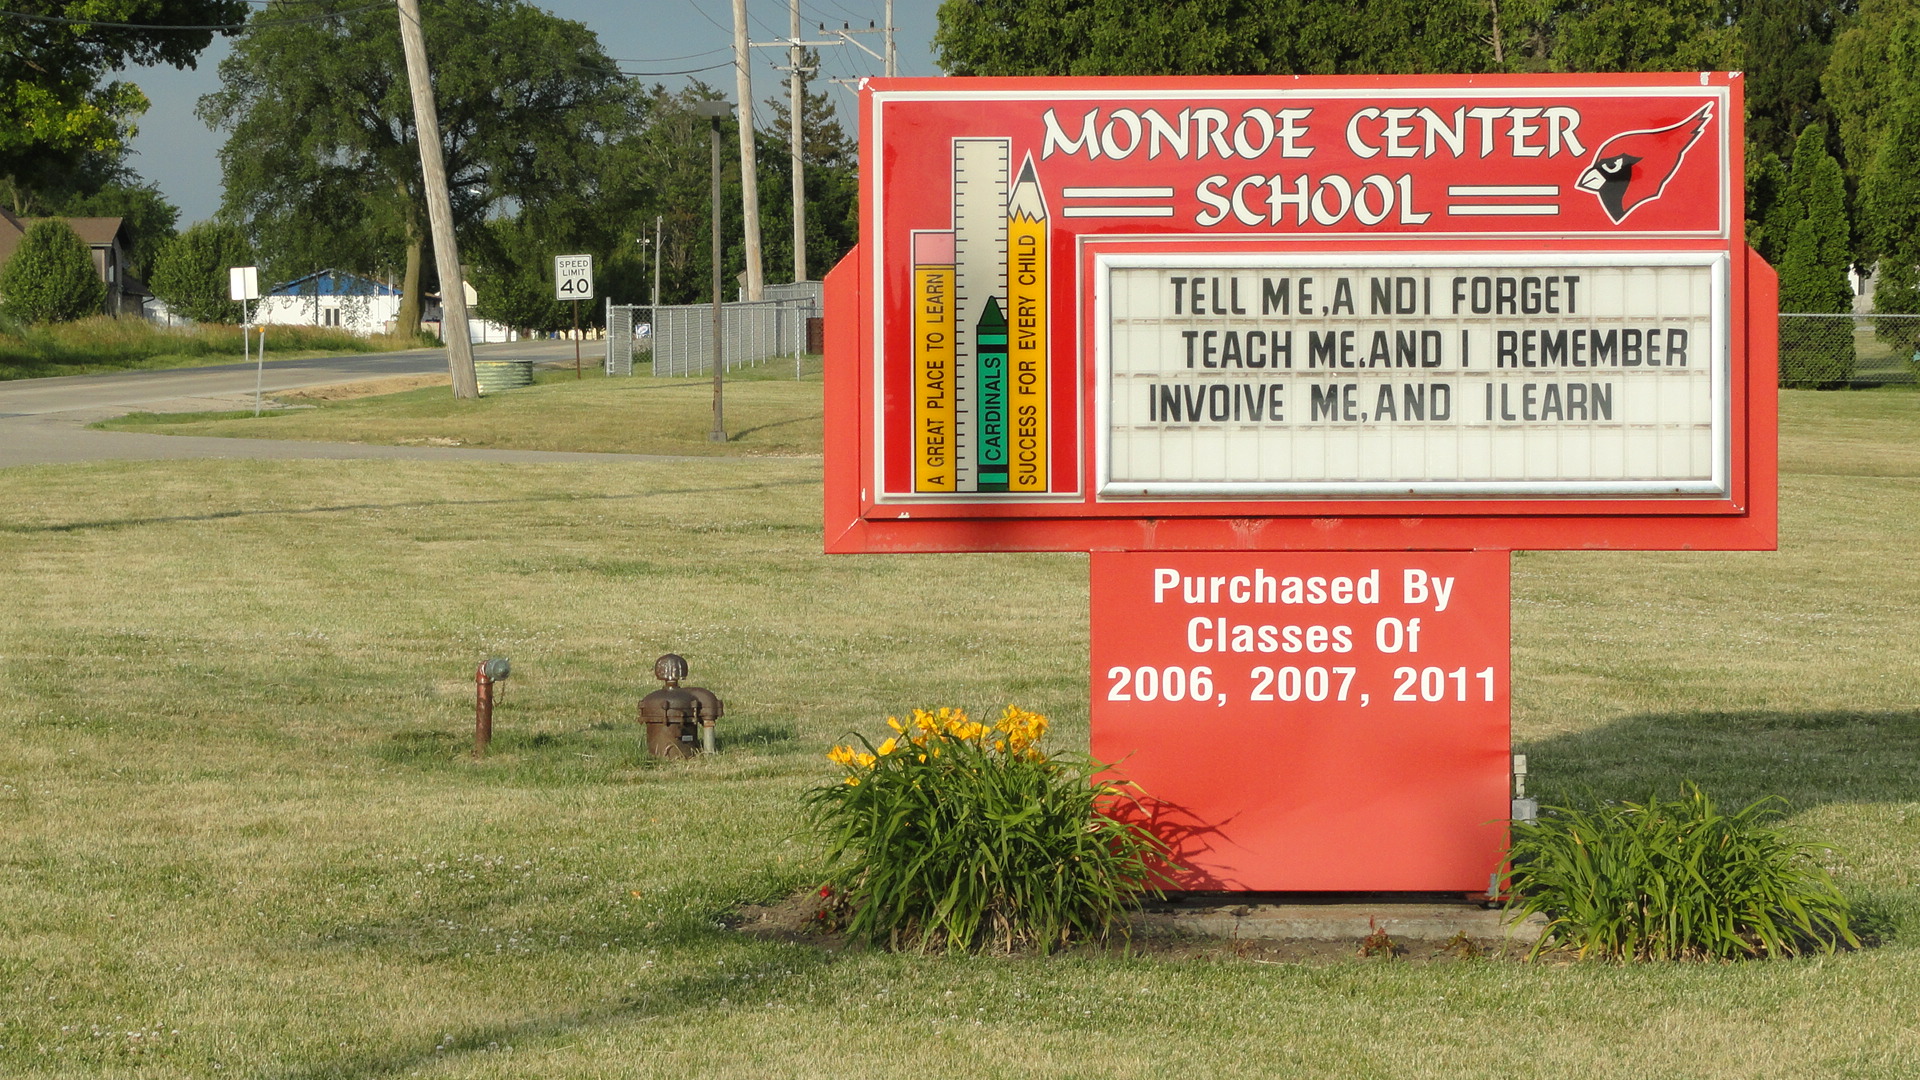 SPEED
LIMIT
40
MONROE CENTER
SCHOOL
A GREAT PLACE TO LEARN
CARDINALS
SUCCESS FOR EVERY CHILD
TELL ME,A NDI FORGET
TEACH ME.AND I REMEMBER
INVOIVE ME,AND ILEARN
Purchased By
Classes Of
2006, 2007, 2011